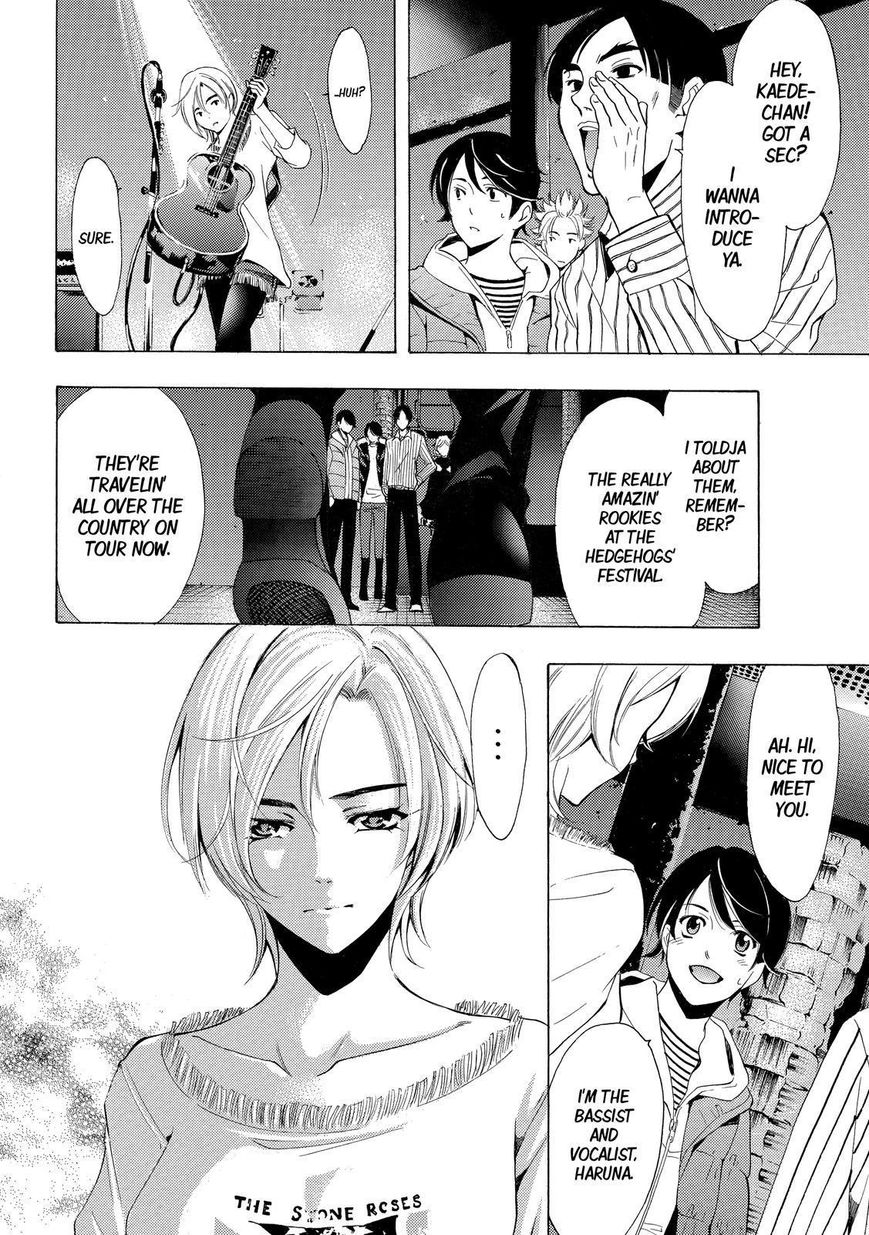 HEY,
KAEDE-
CHAN!
GOT A
SEC?
I
WANNA
INTRO-
DUCE
YA.
...HUH?
SURE.
I TOLDJA
ABOUT
THEM,
REMEM-
BER?
THE REALLY
AMAZIN'
ROOKIES
AT THE
HEDGEHOGS'
FESTIVAL.
THEY'RE
TRAVELIN'
ALL OVER THE
COUNTRY ON
TOUR NOW.
AH. HI,
NICE TO
MEET
YOU.
I'M THE
BASSIST
AND
VOCALIST,
HARUNA.
...
THE STONE ROSES